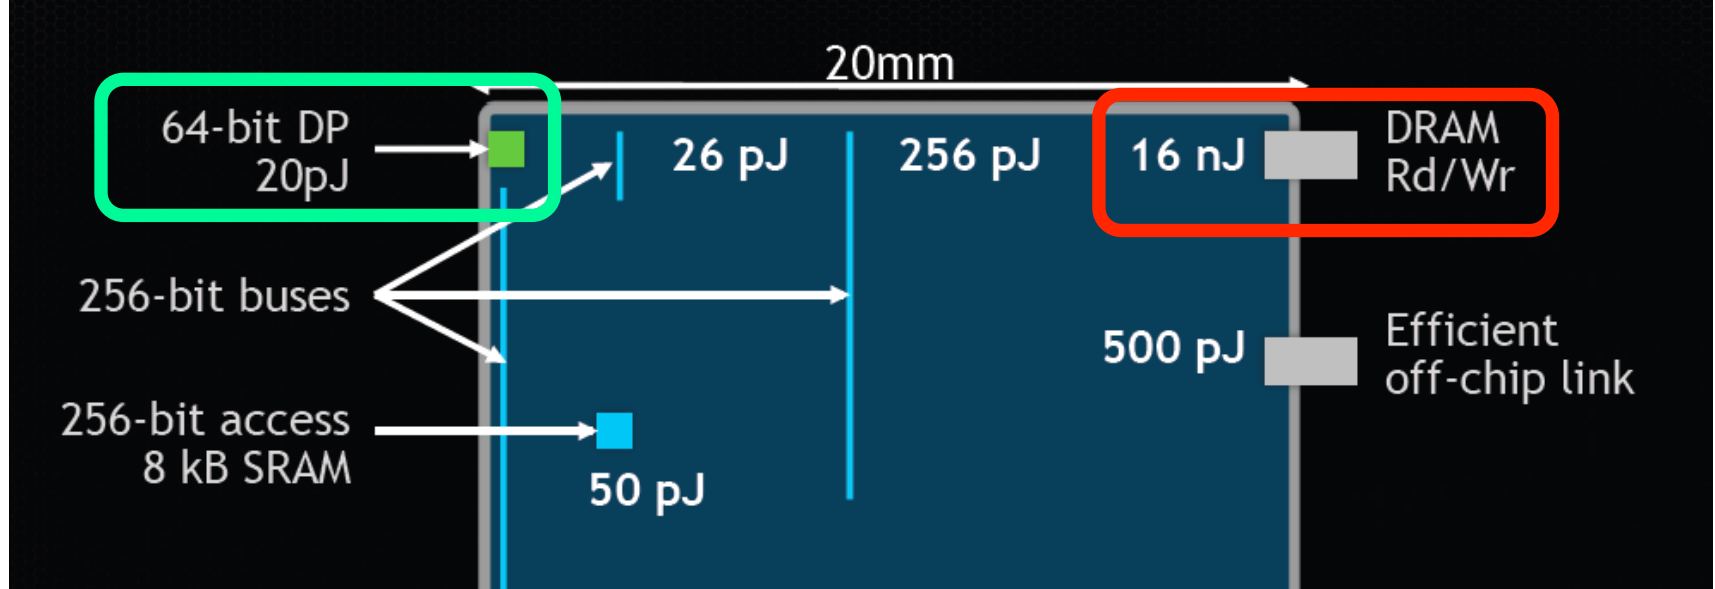 20mm
64-bit DP
20pJ
26 pJ
256 pJ
16 nJ
DRAM
Rd/Wr
256-bit buses
500 pJ
Efficient
off-chip link
256-bit access
8 kB SRAM
50 pJ